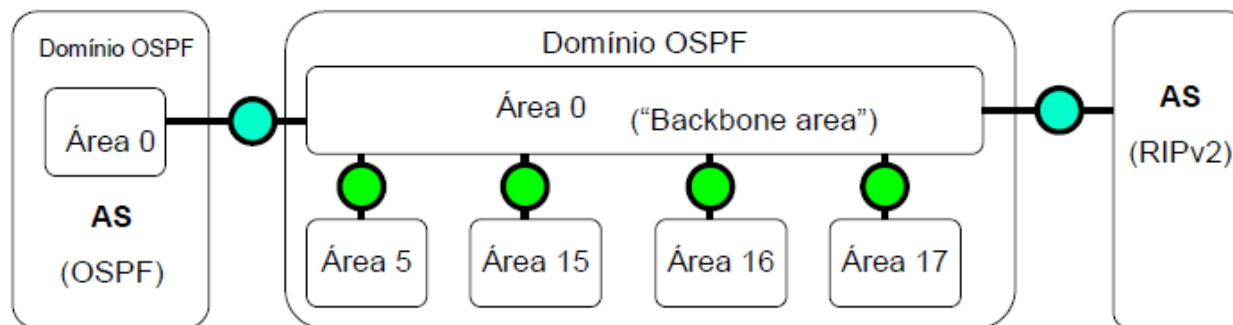 Domínio OSPF
Área 0
AS
(OSPF)
Domínio OSPF
Área 0 ("Backbone area")
Área 5
Área 15
Área 16
Área 17
AS
(RIPv2)